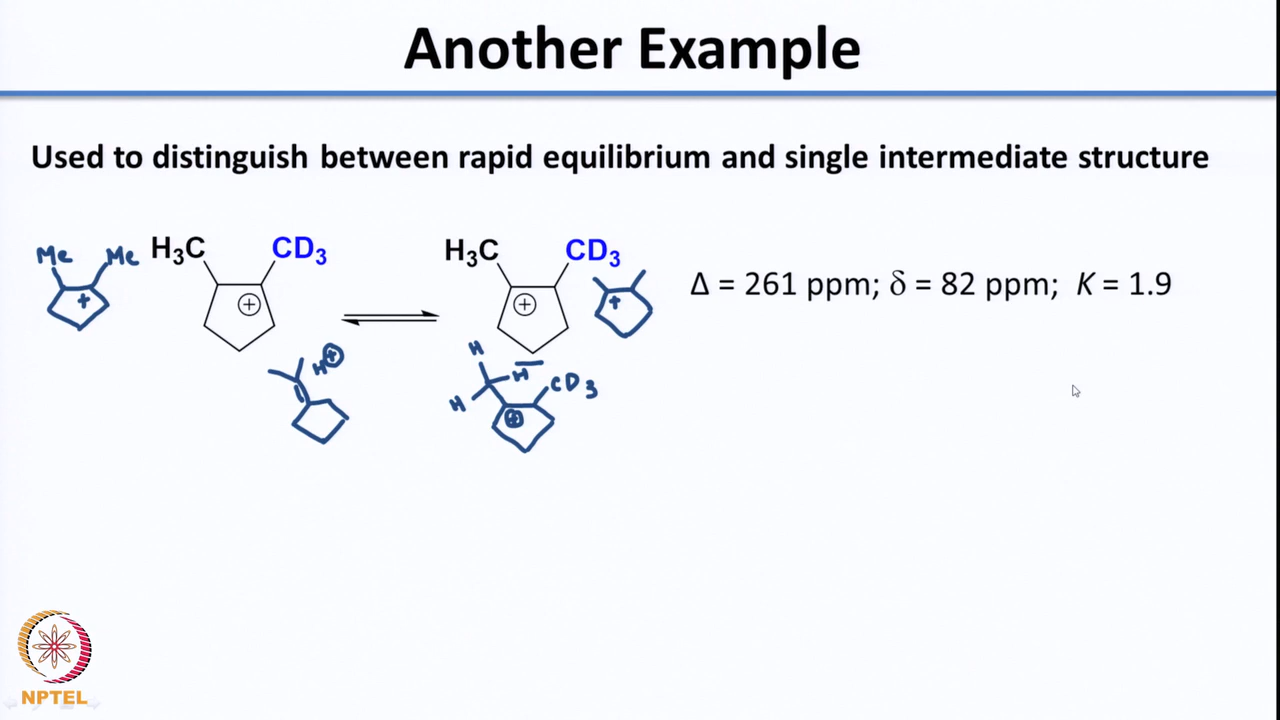 Another Example
Used to distinguish between rapid equilibrium and single intermediate structure
Me Me
+
H₃C CD₃
+
H₃C CD₃
+
+
Δ = 261 ppm; δ = 82 ppm; K = 1.9
H +
H
H
H
CD₃
+
NPTEL